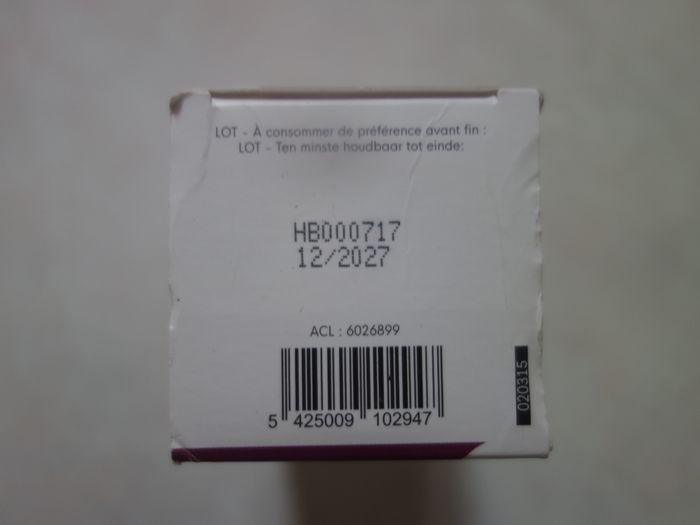 LOT - À consommer de préférence avant fin :
LOT - Ten minste houdbaar tot einde:
HB000717
12/2027
ACL : 6026899
5 425009 102947
020315